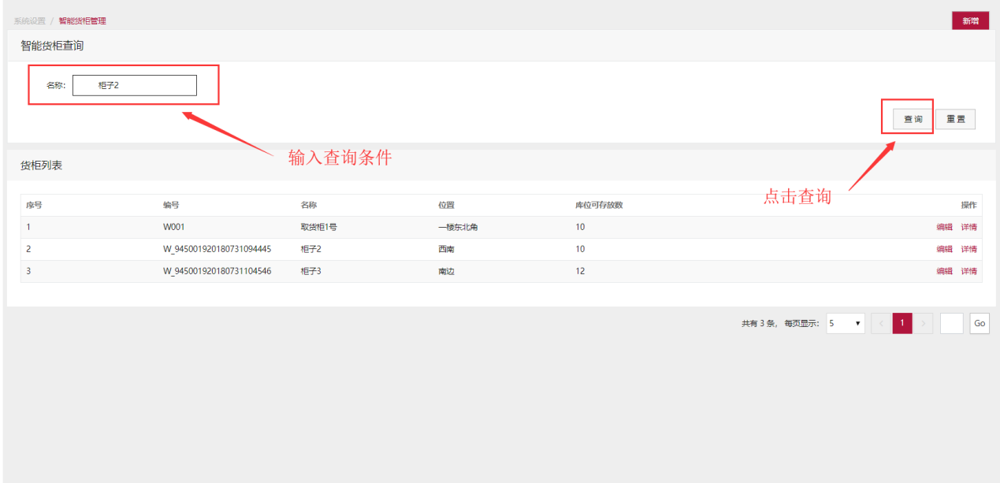 系统设置 / 智能货柜管理 新增
智能货柜查询
名称: 柜子2
查询 重置
输入查询条件
货柜列表
点击查询
序号 编号 名称 位置 库位可存放数 操作
1 W001 取货柜1号 一楼东北角 10 编辑 详情
2 W_945001920180731094445 柜子2 西南 10 编辑 详情
3 W_945001920180731104546 柜子3 南边 12 编辑 详情
共有 3 条, 每页显示: 5 ▼ < 1 > Go